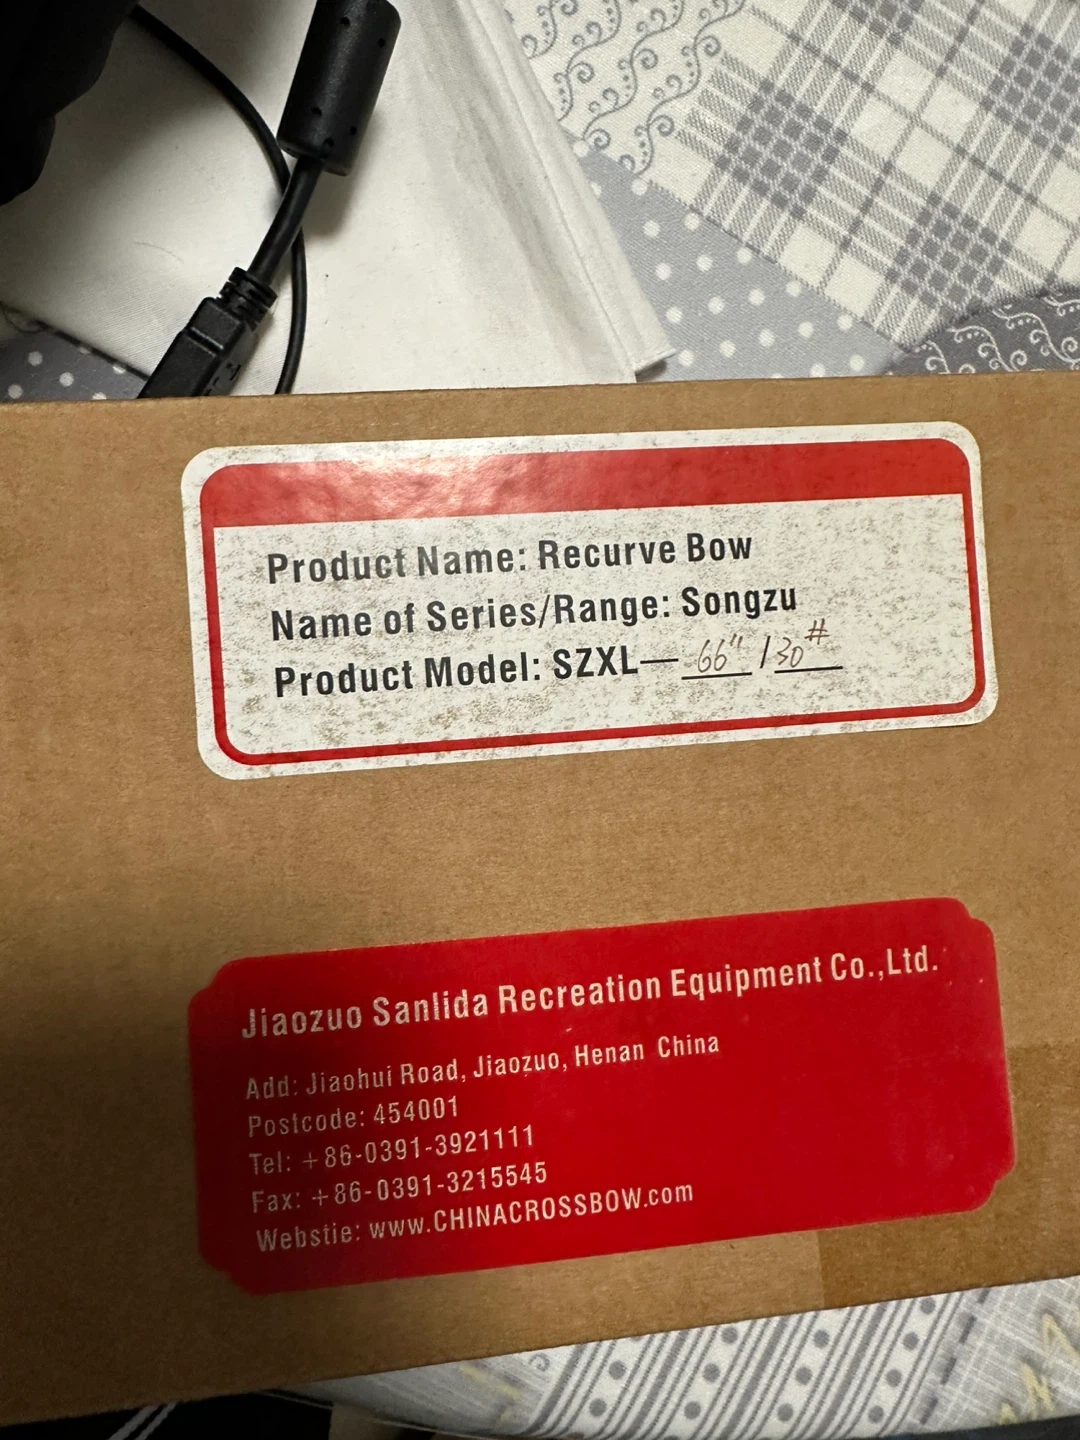 Product Name: Recurve Bow
Name of Series/Range: Songzu
Product Model: SZXL— 66" / 30#
Jiaozuo Sanlida Recreation Equipment Co.,Ltd.
Add: Jiaohui Road, Jiaozuo, Henan China
Postcode: 454001
Tel: +86-0391-3921111
Fax: +86-0391-3215545
Webstie: www.CHINACROSSBOW.com